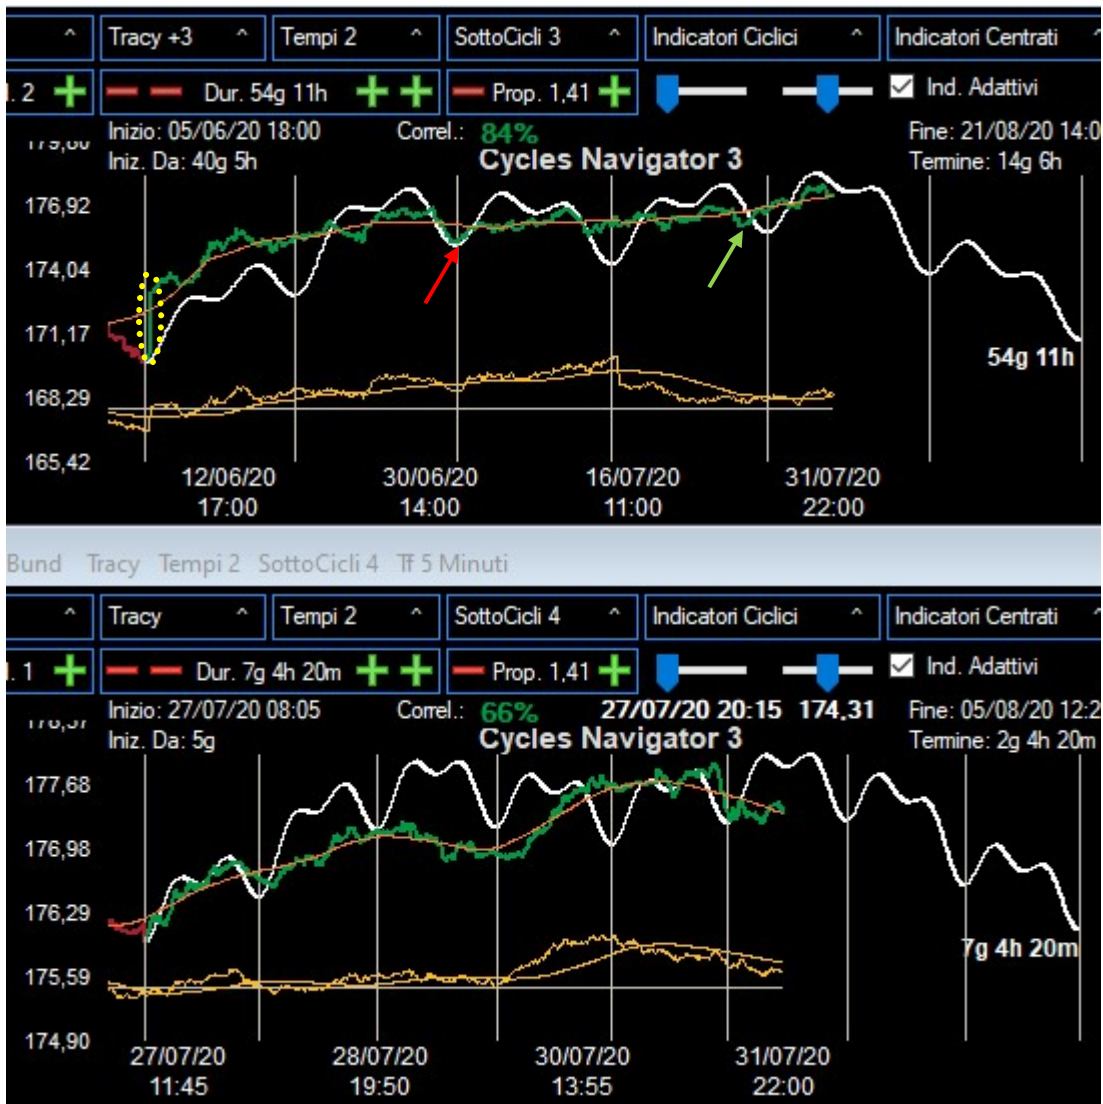 ^ Tracy +3 ^ Tempi 2 ^ SottoCicli 3 ^ Indicatori Ciclici ^ Indicatori Centrati ^
. 2 Dur. 54g 11h Prop. 1,41 Ind. Adattivi
Inizio: 05/06/20 18:00 Correl.: 84% Fine: 21/08/20 14:0
Iniz. Da: 40g 5h Cycles Navigator 3 Termine: 14g 6h
179,80
176,92
174,04
171,17
54g 11h
168,29
165,42
12/06/20 30/06/20 16/07/20 31/07/20
17:00 14:00 11:00 22:00
Bund Tracy Tempi 2 SottoCicli 4 Tf 5 Minuti
^ Tracy ^ Tempi 2 ^ SottoCicli 4 ^ Indicatori Ciclici ^ Indicatori Centrati ^
. 1 Dur. 7g 4h 20m Prop. 1,41 Ind. Adattivi
Inizio: 27/07/20 08:05 Correl.: 66% 27/07/20 20:15 174,31 Fine: 05/08/20 12:2
Iniz. Da: 5g Cycles Navigator 3 Termine: 2g 4h 20m
178,37
177,68
176,98
176,29
7g 4h 20m
175,59
174,90
27/07/20 28/07/20 30/07/20 31/07/20
11:45 19:50 13:55 22:00